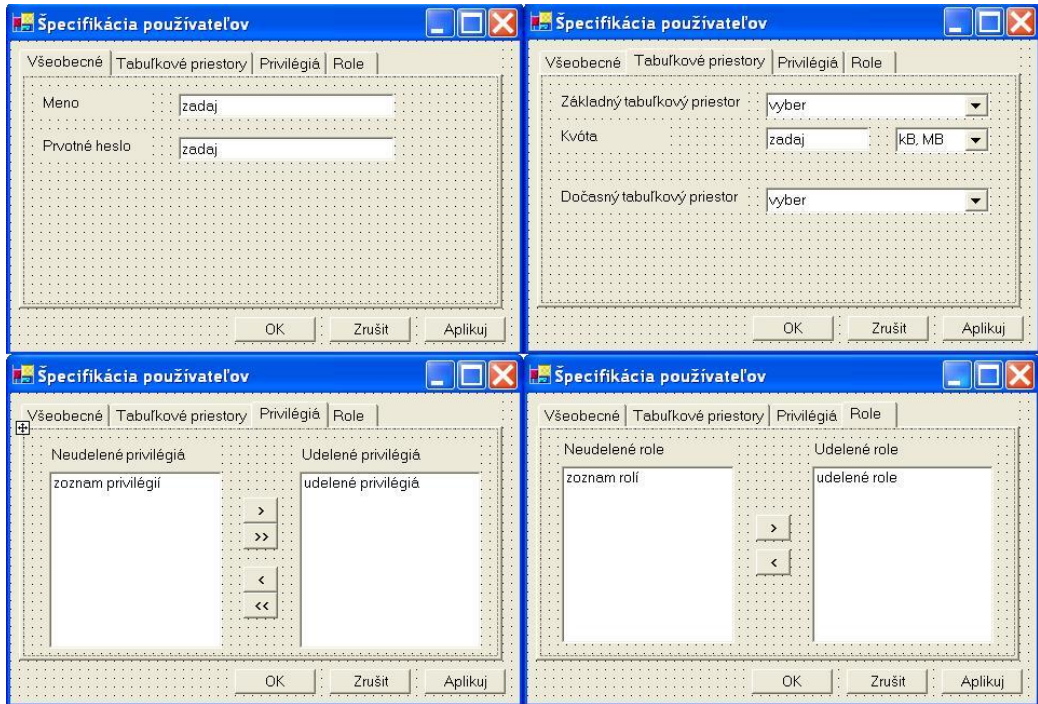 Špecifikácia používateľov
Všeobecné Tabuľkové priestory Privilégiá Role
Meno zadaj
Prvotné heslo zadaj
OK Zrušit Aplikuj
Špecifikácia používateľov
Všeobecné Tabuľkové priestory Privilégiá Role
Základný tabuľkový priestor vyber
Kvóta zadaj kB, MB
Dočasný tabuľkový priestor vyber
OK Zrušit Aplikuj
Špecifikácia používateľov
Všeobecné Tabuľkové priestory Privilégiá Role
Neudelené privilégiá Udelené privilégiá
zoznam privilégií udelené privilégiá
>
>>
<
<<
OK Zrušit Aplikuj
Špecifikácia používateľov
Všeobecné Tabuľkové priestory Privilégiá Role
Neudelené role Udelené role
zoznam rolí udelené role
>
<
OK Zrušit Aplikuj